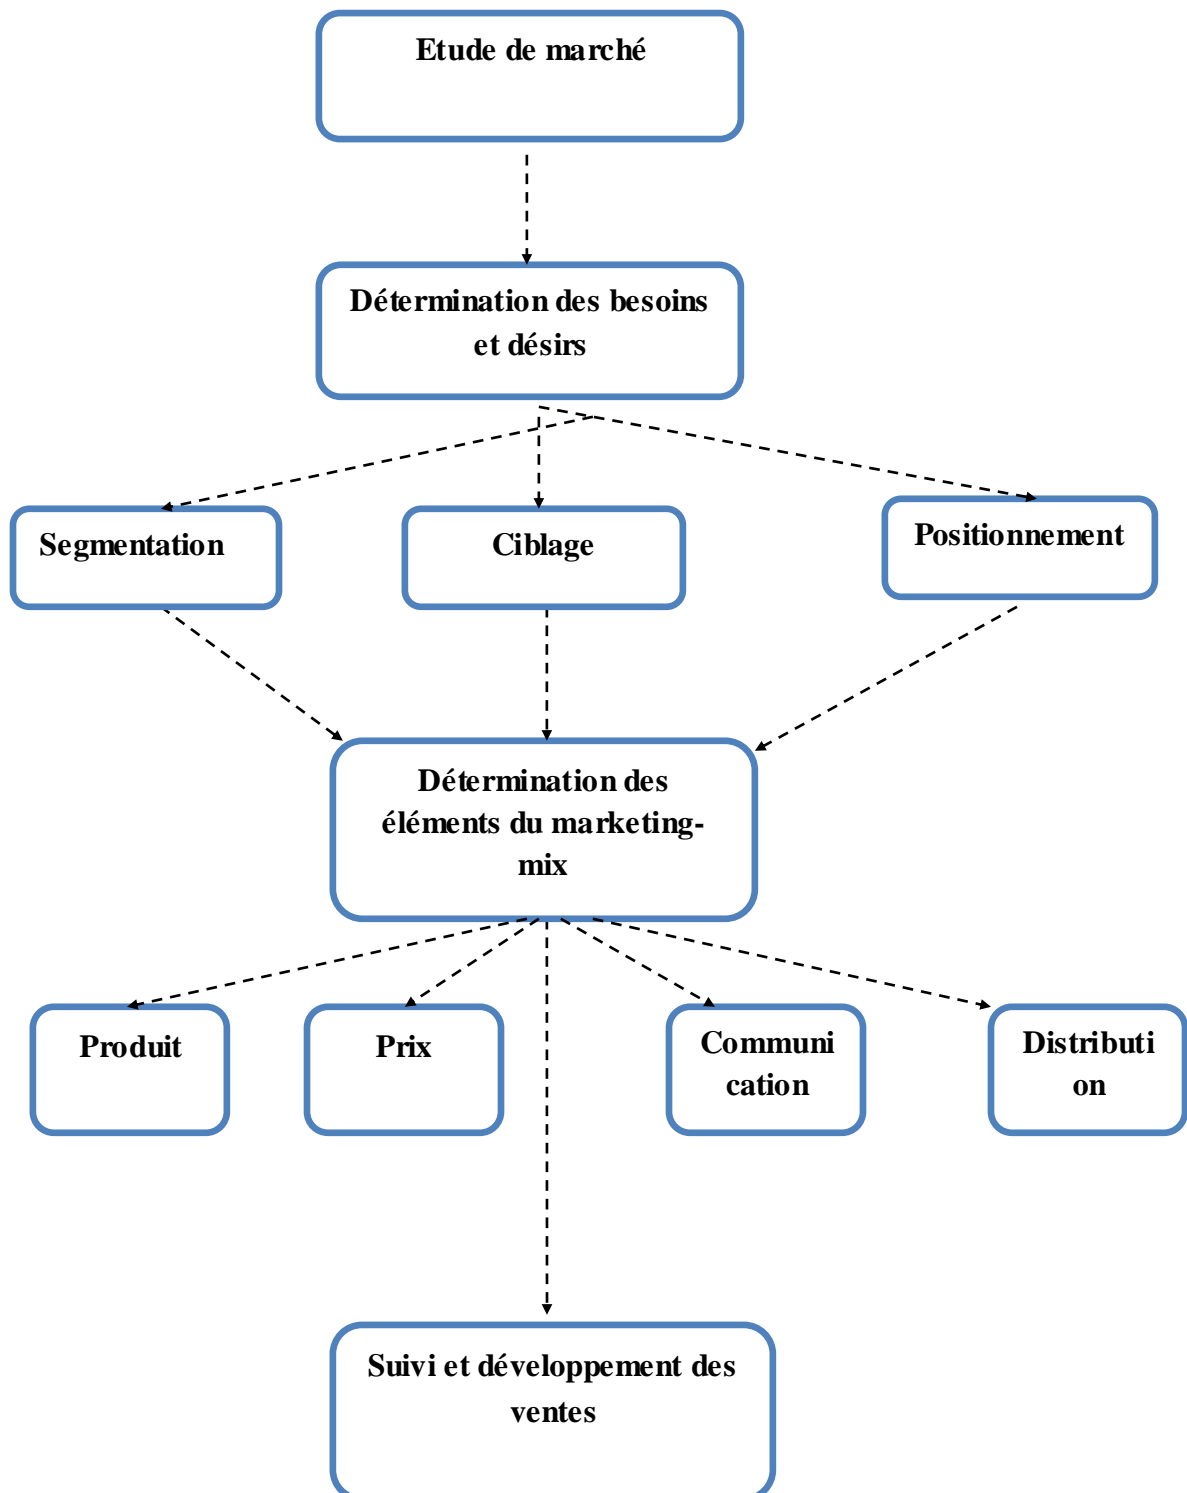 Etude de marché
Détermination des besoins
et désirs
Segmentation
Ciblage
Positionnement
Détermination des
éléments du marketing-
mix
Produit
Prix
Communi
cation
Distributi
on
Suivi et développement des
ventes